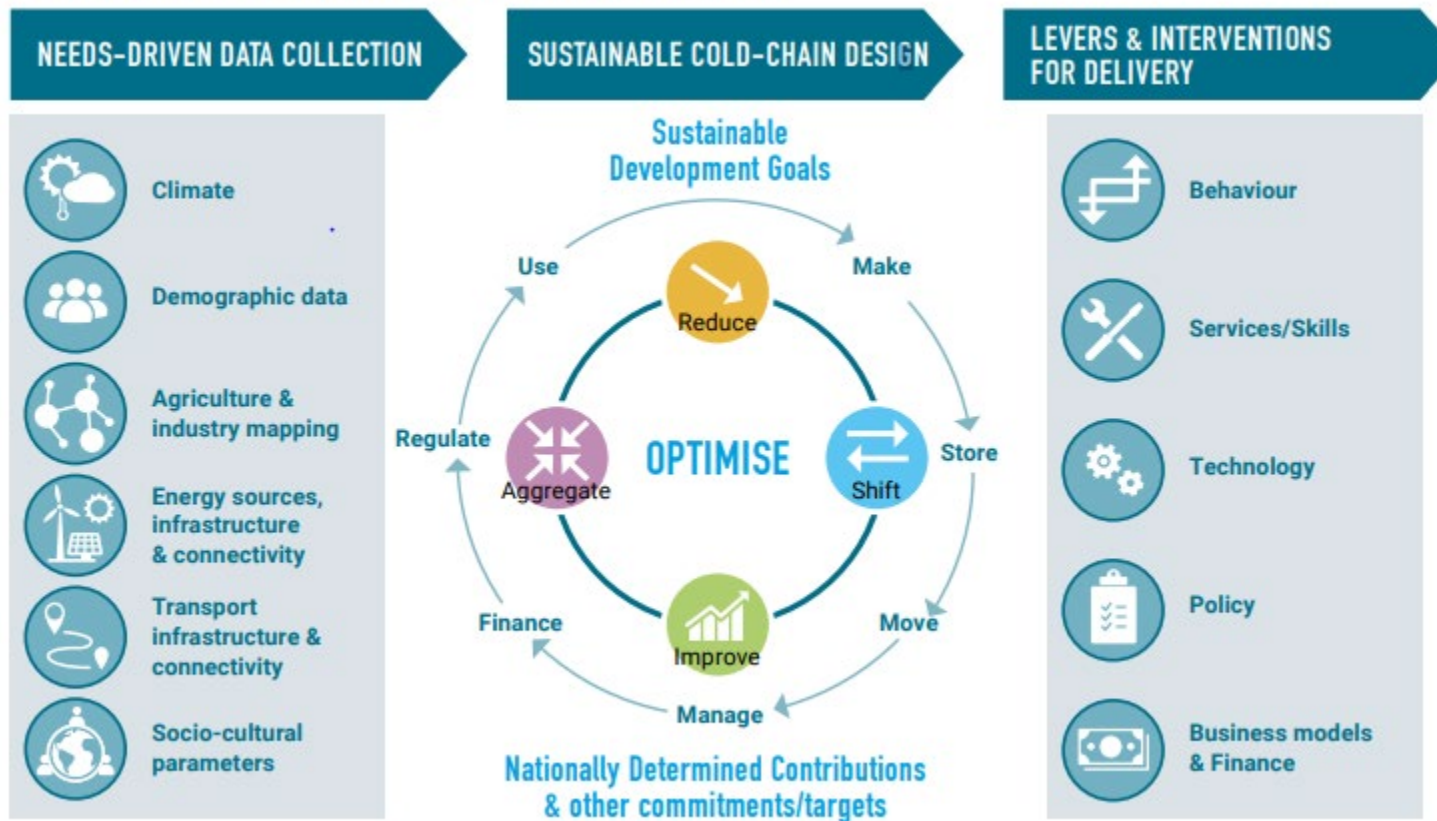 NEEDS-DRIVEN DATA COLLECTION
SUSTAINABLE COLD-CHAIN DESIGN
LEVERS & INTERVENTIONS
FOR DELIVERY
Climate
Demographic data
Agriculture &
industry mapping
Energy sources,
infrastructure
& connectivity
Transport
infrastructure &
connectivity
Socio-cultural
parameters
Sustainable
Development Goals
Use
Make
Reduce
Regulate
Aggregate
OPTIMISE
Shift
Store
Finance
Improve
Move
Manage
Nationally Determined Contributions
& other commitments/targets
Behaviour
Services/Skills
Technology
Policy
Business models
& Finance